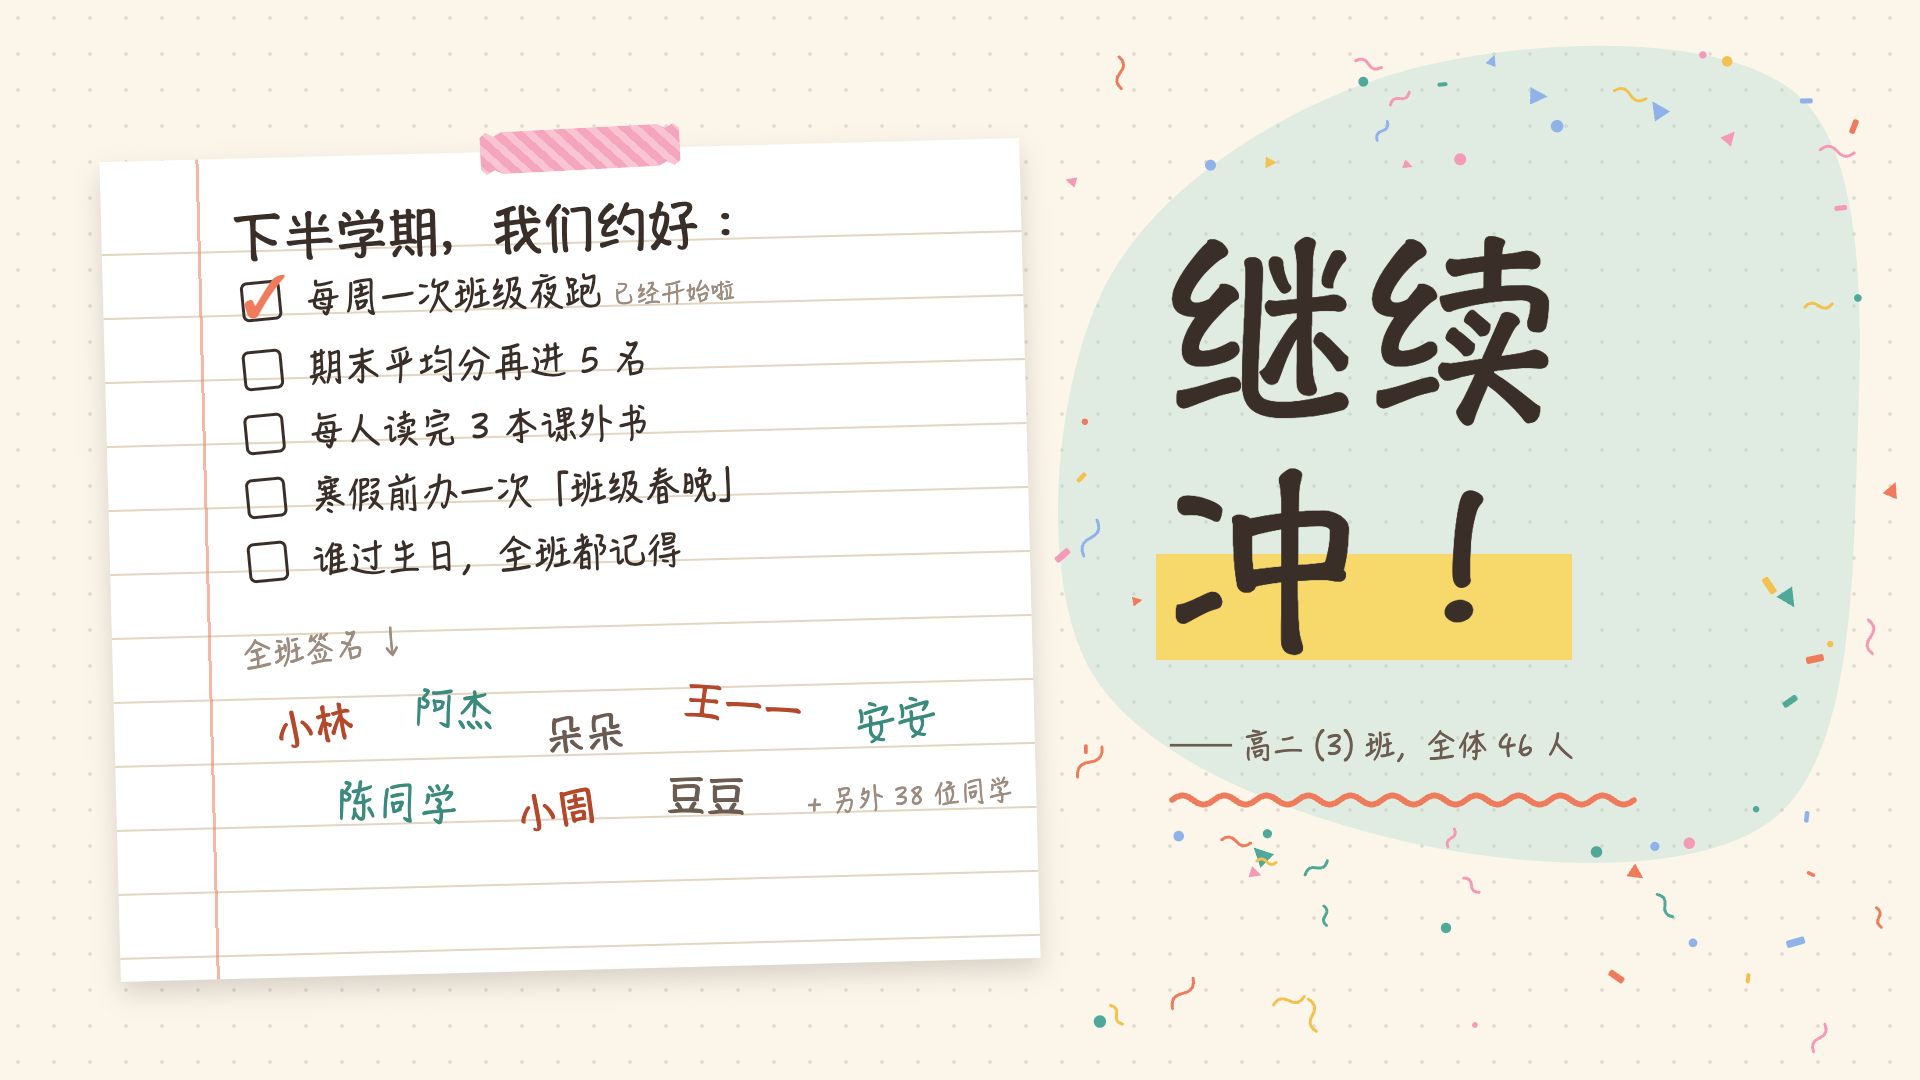 下半学期，我们约好：
每周一次班级夜跑 已经开始啦
期末平均分再进 5 名
每人读完 3 本课外书
寒假前办一次「班级春晚」
谁过生日，全班都记得
全班签名 ↓
小林 阿杰 朵朵 王一一 安安
陈同学 小周 豆豆 + 另外 38 位同学
继续
冲！
—— 高二 (3) 班，全体 46 人